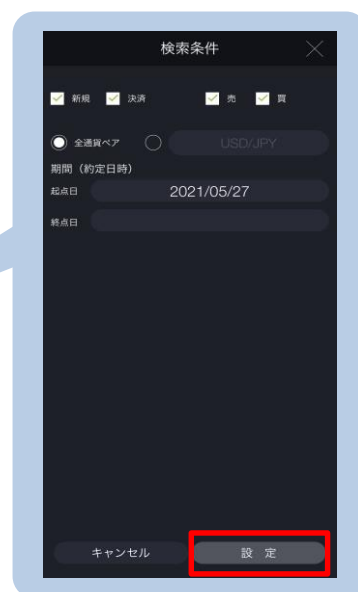 検索条件
新規 決済 売 買
全通貨ペア USD/JPY
期間（約定日時）
起点日 2021/05/27
終点日
キャンセル 設 定